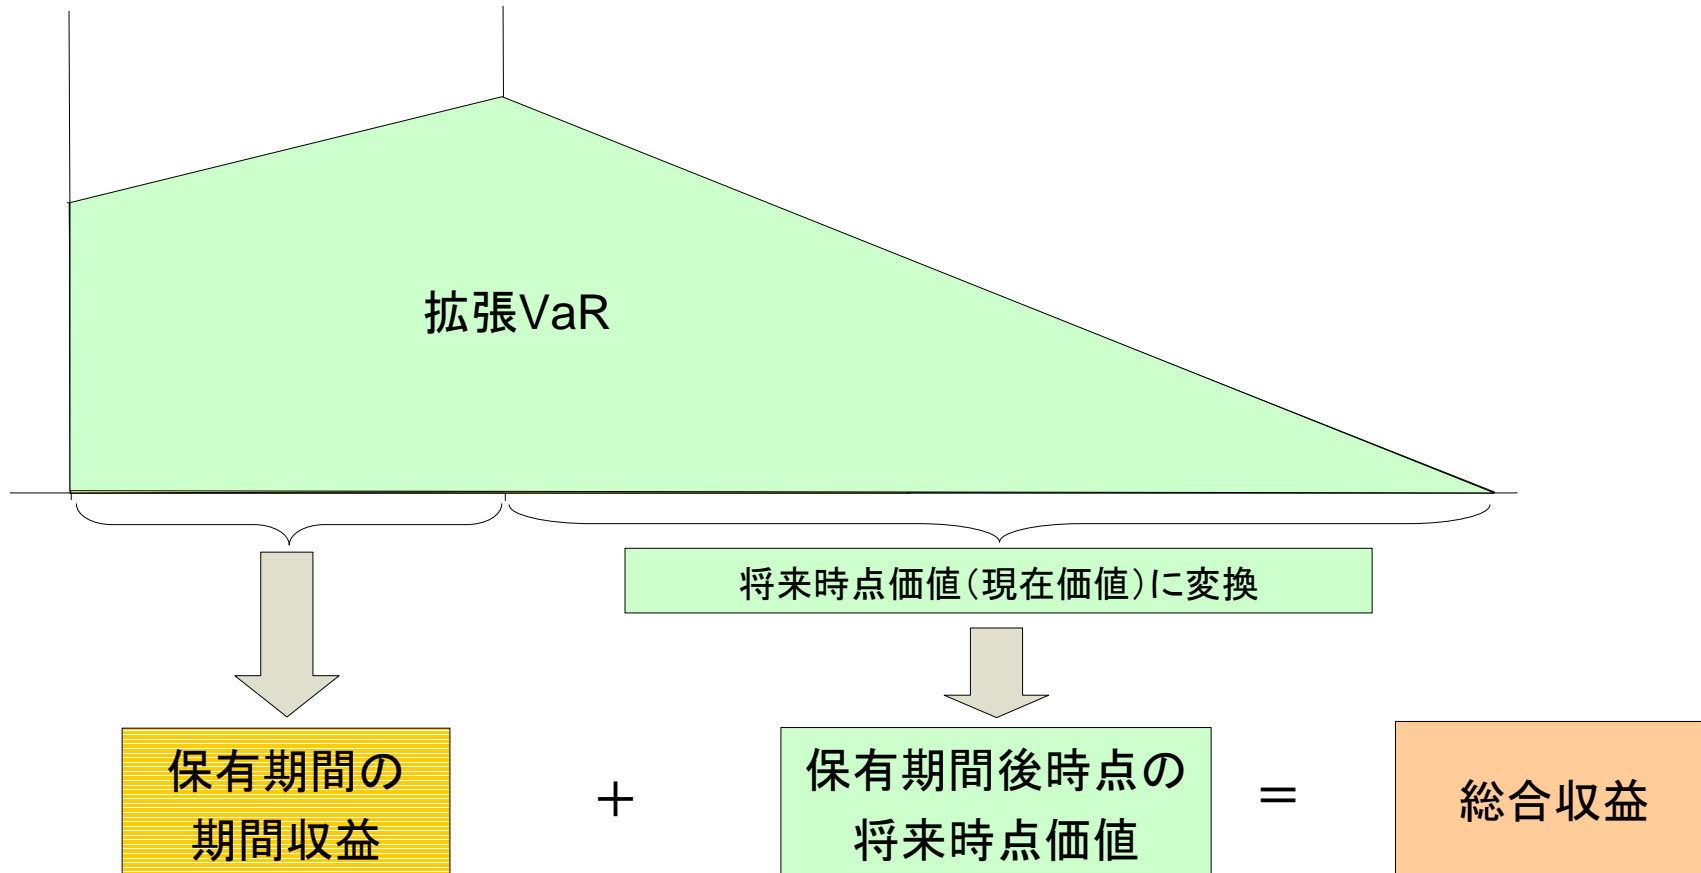 拡張VaR
将来時点価値(現在価値)に変換
保有期間の
期間収益
+
保有期間後時点の
将来時点価値
=
総合収益